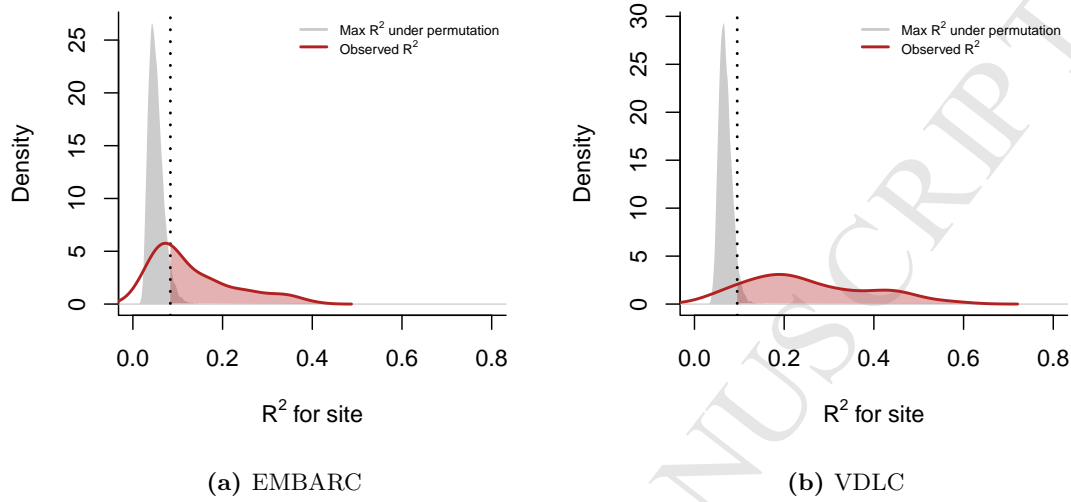 Max R² under permutation
Observed R²
Density
0
5
10
15
20
25
0.0 0.2 0.4 0.6 0.8
R² for site
(a) EMBARC
Max R² under permutation
Observed R²
Density
0
5
10
15
20
25
30
0.0 0.2 0.4 0.6 0.8
R² for site
(b) VDLC
NUSCRIPT